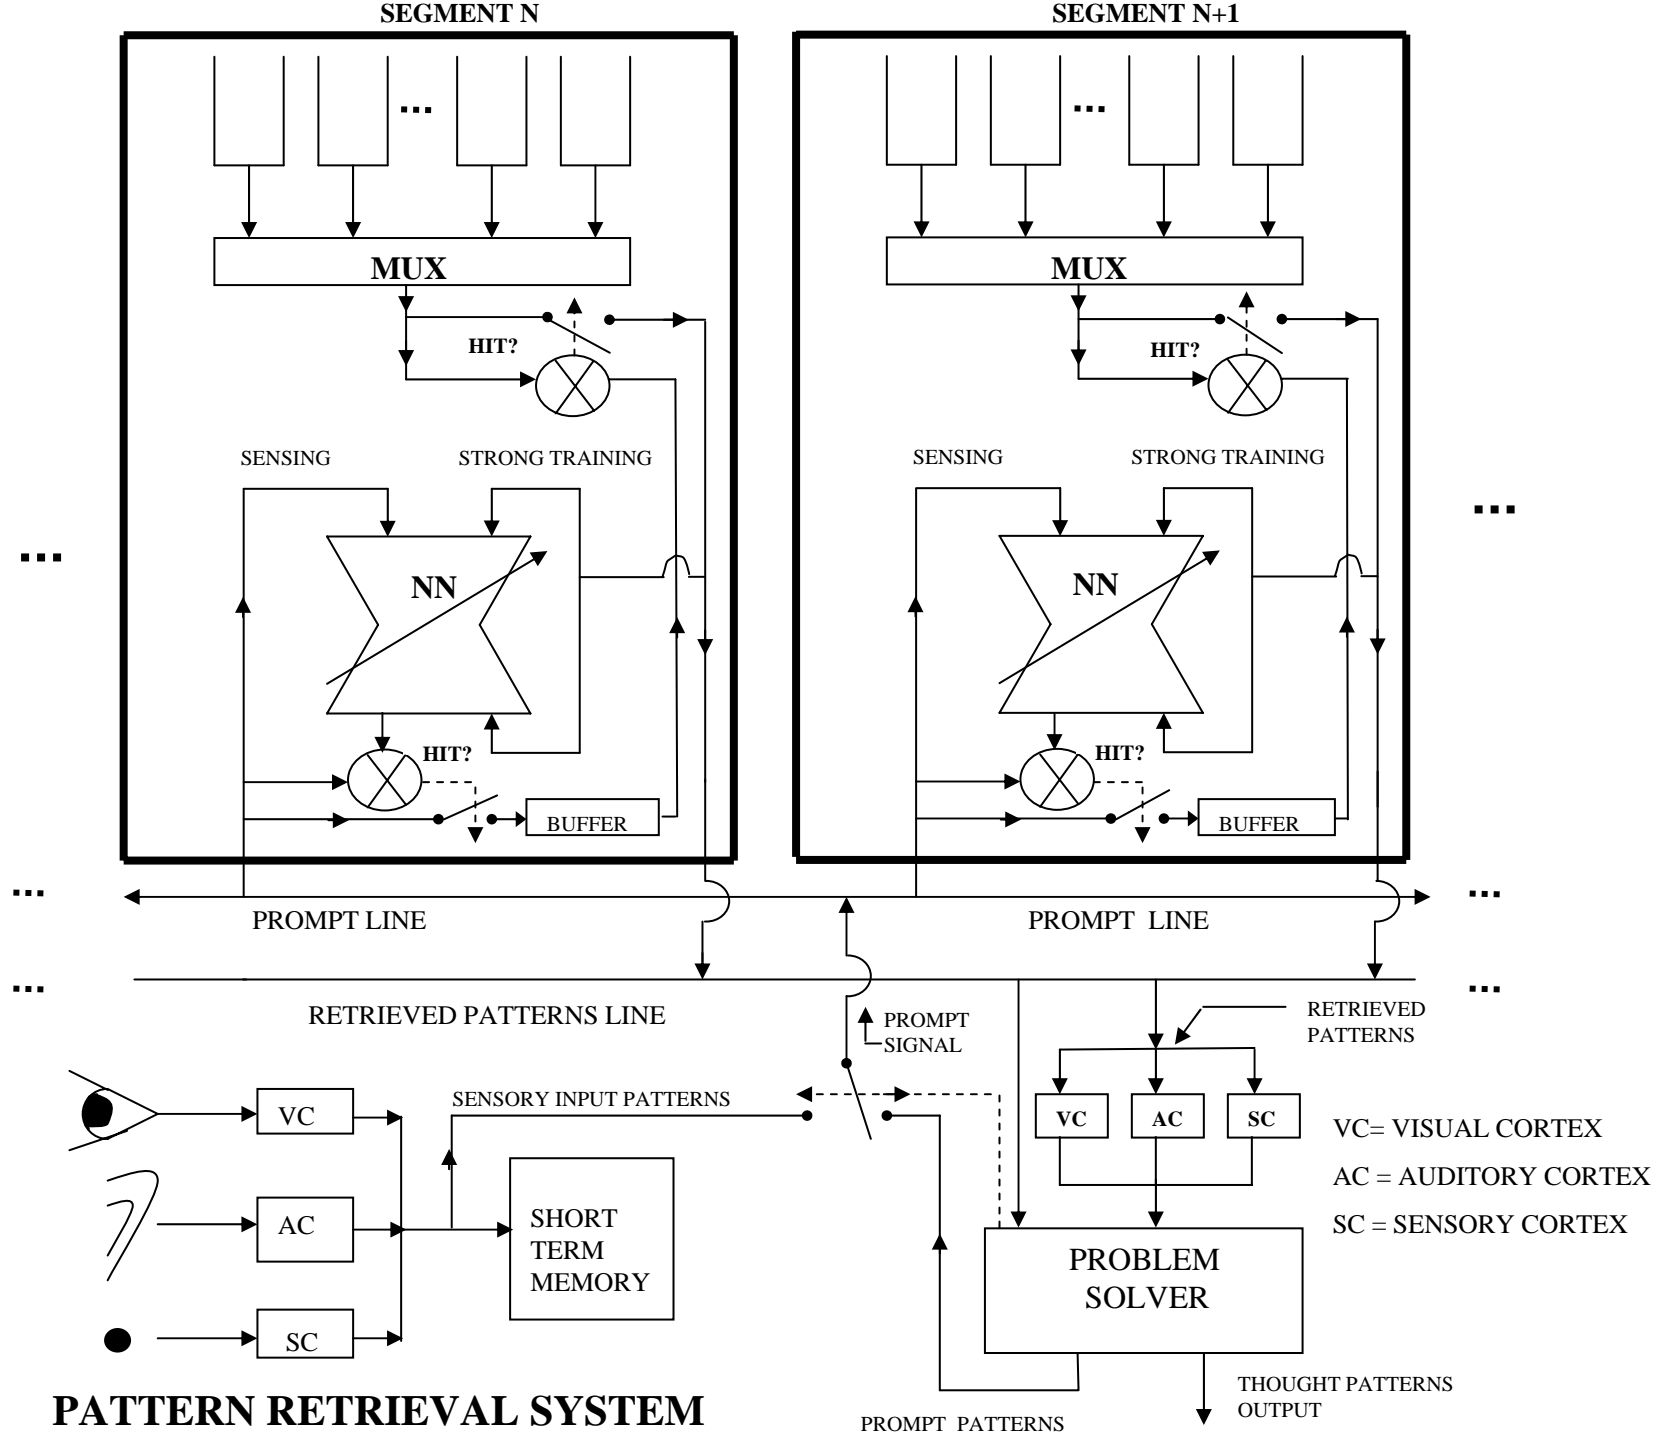 SEGMENT N
SEGMENT N+1
...
...
MUX
MUX
HIT?
HIT?
SENSING
STRONG TRAINING
SENSING
STRONG TRAINING
...
...
NN
NN
HIT?
HIT?
BUFFER
BUFFER
...
...
PROMPT LINE
PROMPT LINE
...
...
RETRIEVED PATTERNS LINE
PROMPT
SIGNAL
RETRIEVED
PATTERNS
SENSORY INPUT PATTERNS
VC
AC
SC
SHORT
TERM
MEMORY
VC
AC
SC
VC= VISUAL CORTEX
AC = AUDITORY CORTEX
SC = SENSORY CORTEX
PROBLEM
SOLVER
THOUGHT PATTERNS
OUTPUT
PROMPT PATTERNS
PATTERN RETRIEVAL SYSTEM